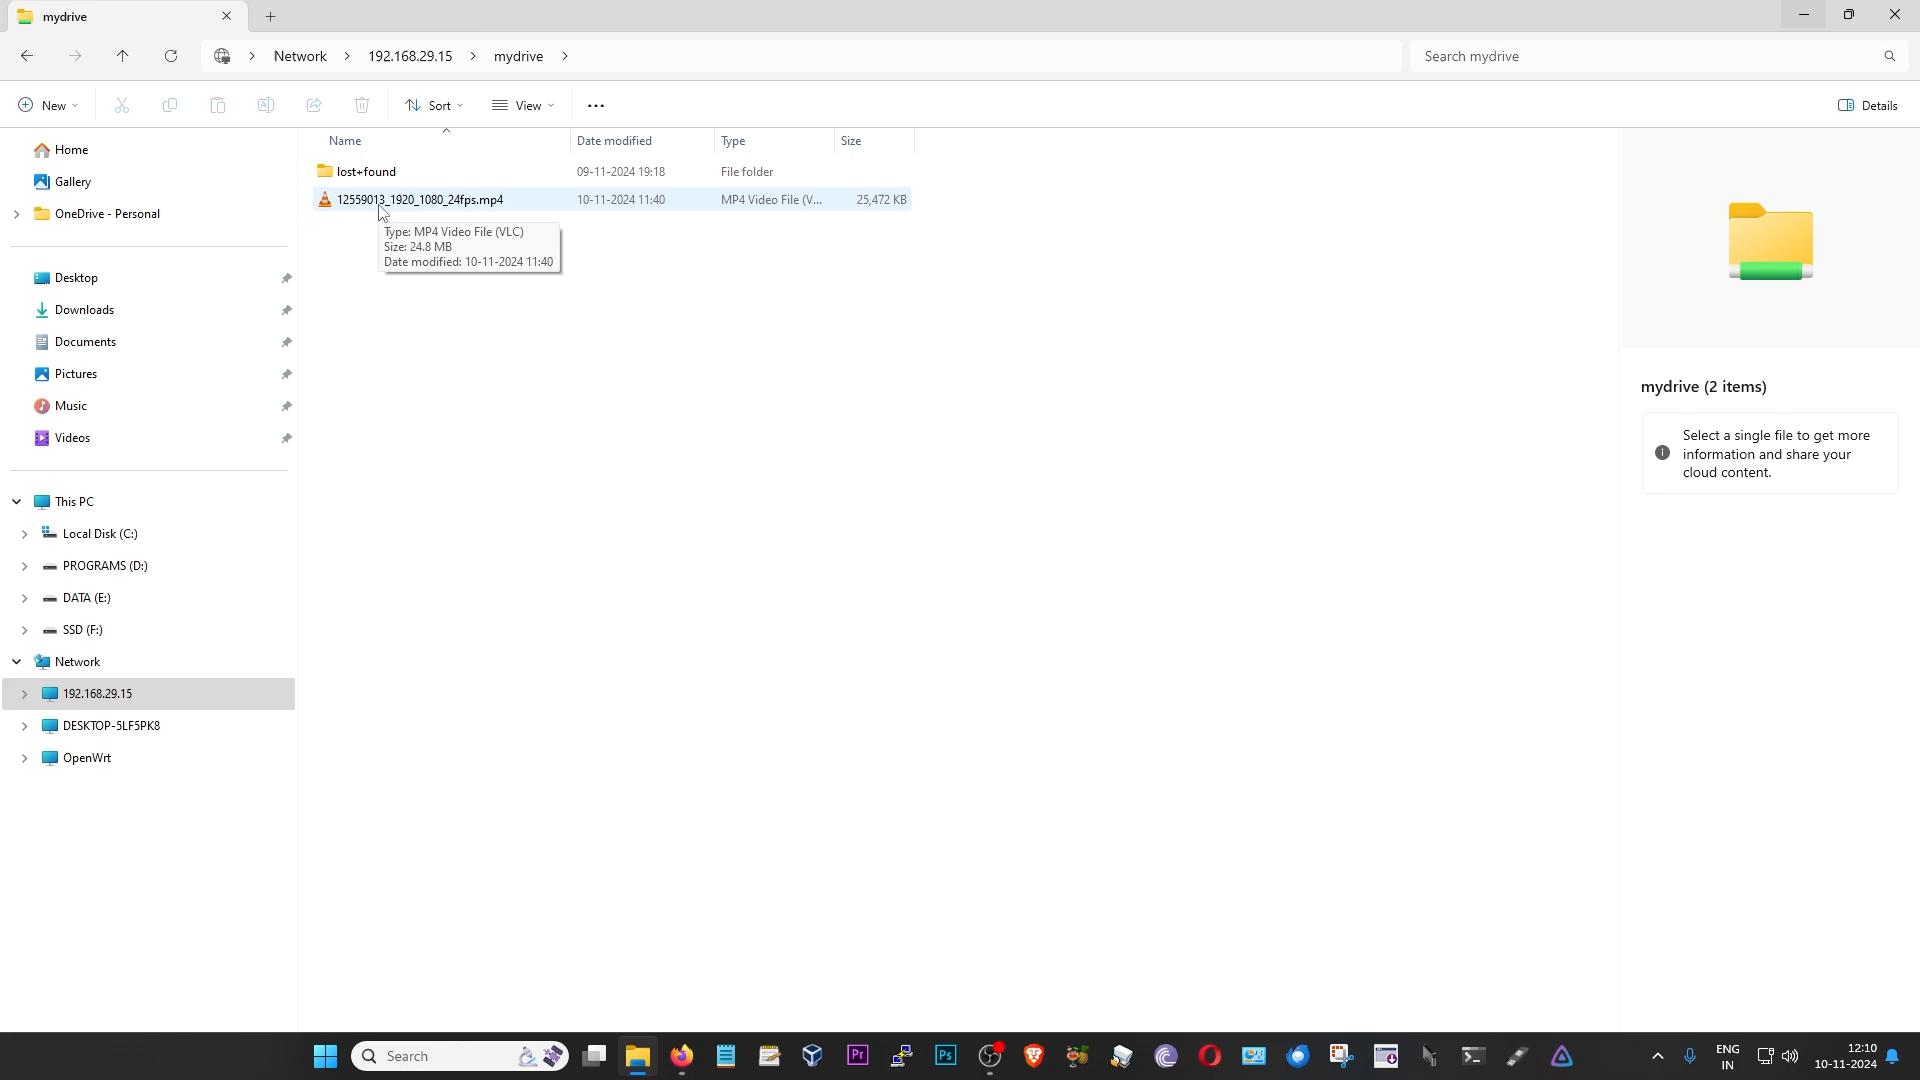 mydrive
Network
192.168.29.15
mydrive
Search mydrive
New
Sort
View
Details
Home
Gallery
OneDrive - Personal
Desktop
Downloads
Documents
Pictures
Music
Videos
This PC
Local Disk (C:)
PROGRAMS (D:)
DATA (E:)
SSD (F:)
Network
192.168.29.15
DESKTOP-5LF5PK8
OpenWrt
Name Date modified Type Size
lost+found 09-11-2024 19:18 File folder
12559013_1920_1080_24fps.mp4 10-11-2024 11:40 MP4 Video File (V... 25,472 KB
Type: MP4 Video File (VLC)
Size: 24.8 MB
Date modified: 10-11-2024 11:40
mydrive (2 items)
Select a single file to get more
information and share your
cloud content.
Search
Pr
Ps
ENG
IN
12:10
10-11-2024